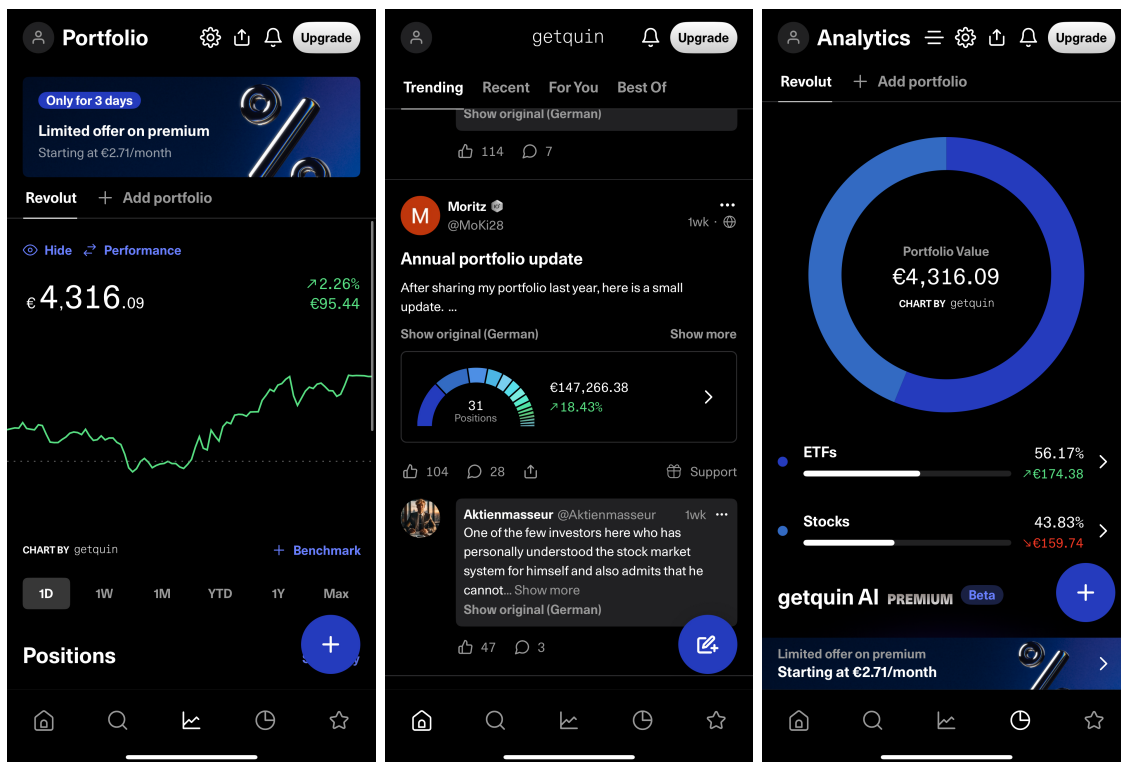 Portfolio
Upgrade
Only for 3 days
Limited offer on premium
Starting at €2.71/month
Revolut
+ Add portfolio
Hide
Performance
€4,316.09
↗2.26%
€95.44
CHART BY getquin
+ Benchmark
1D 1W 1M YTD 1Y Max
Positions
getquin
Upgrade
Trending Recent For You Best Of
Show original (German)
114 7
M
Moritz
@MoKi28
1wk ·
Annual portfolio update
After sharing my portfolio last year, here is a small
update. ...
Show original (German)
Show more
31
Positions
€147,266.38
↗18.43%
104 28
Support
Aktienmasseur @Aktienmasseur 1wk
One of the few investors here who has
personally understood the stock market
system for himself and also admits that he
cannot... Show more
Show original (German)
47 3
Analytics
Upgrade
Revolut
+ Add portfolio
Portfolio Value
€4,316.09
CHART BY getquin
ETFs
56.17%
↗€174.38
Stocks
43.83%
↘€159.74
getquin AI PREMIUM Beta
Limited offer on premium
Starting at €2.71/month